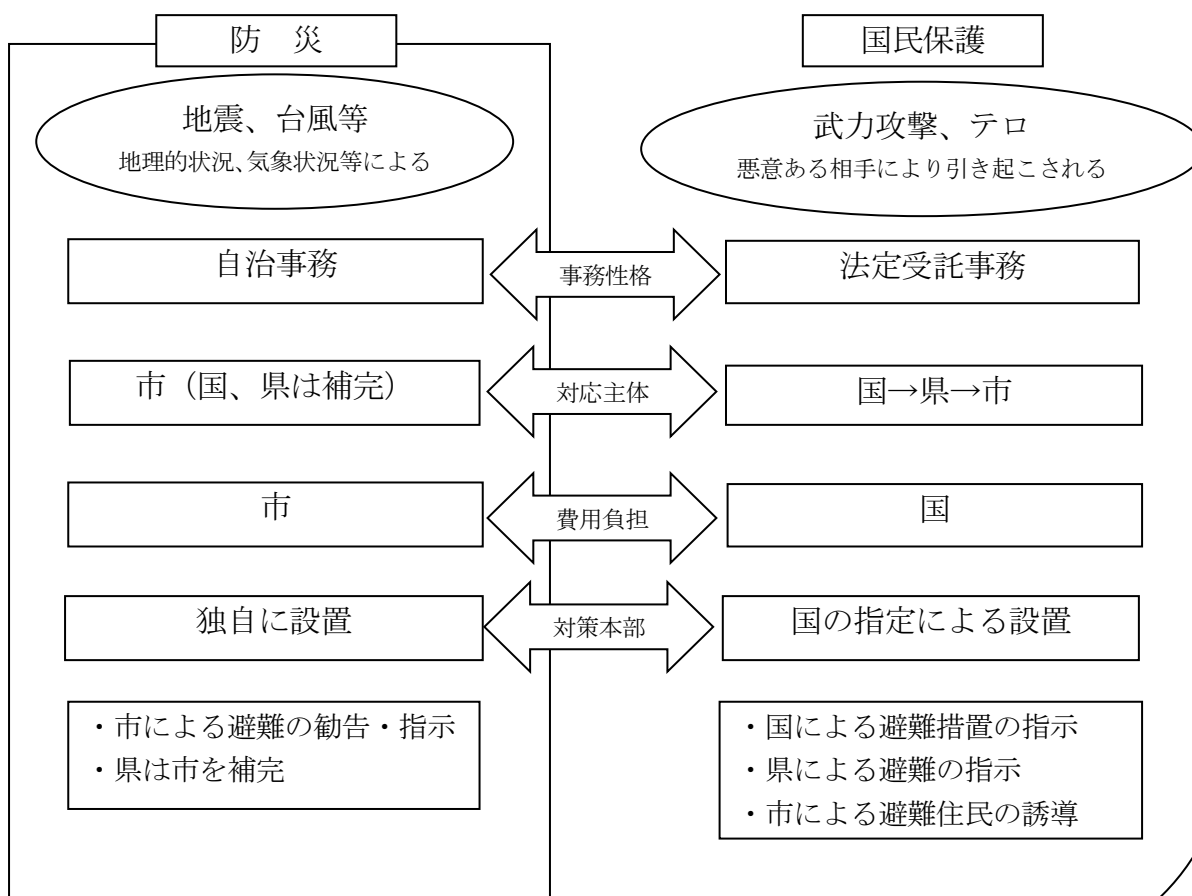 防　災
国民保護
地震、台風等
地理的状況、気象状況等による
武力攻撃、テロ
悪意ある相手により引き起こされる
自治事務
事務性格
法定受託事務
市（国、県は補完）
対応主体
国→県→市
市
費用負担
国
独自に設置
対策本部
国の指定による設置
・市による避難の勧告・指示
・県は市を補完
・国による避難措置の指示
・県による避難の指示
・市による避難住民の誘導